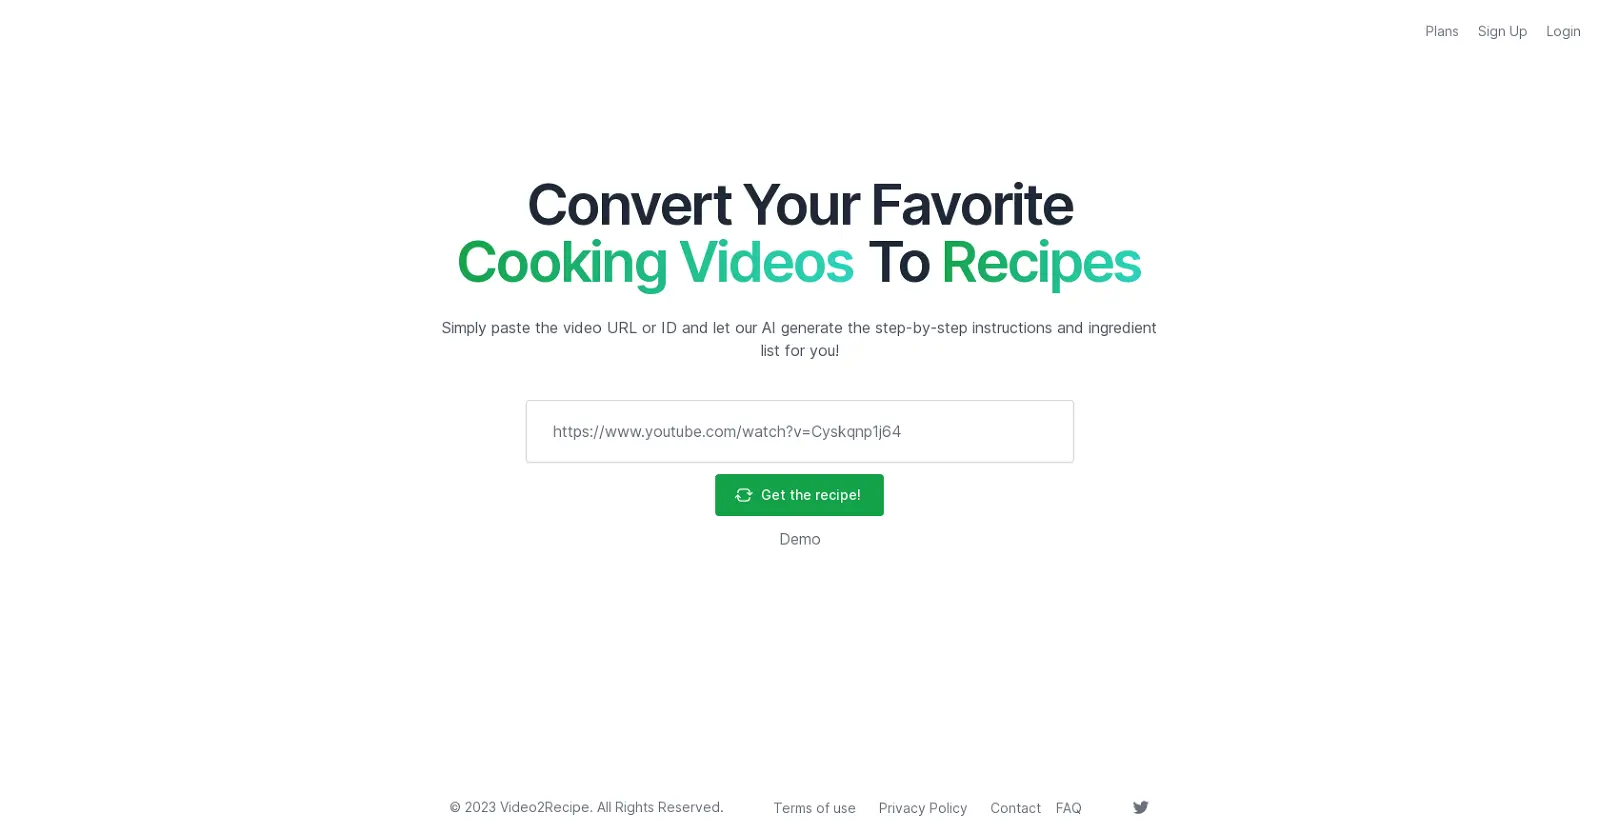 Plans Sign Up Login
Convert Your Favorite
Cooking Videos To Recipes
Simply paste the video URL or ID and let our AI generate the step-by-step instructions and ingredient
list for you!
https://www.youtube.com/watch?v=Cyskqnp1j64
Get the recipe!
Demo
© 2023 Video2Recipe. All Rights Reserved. Terms of use Privacy Policy Contact FAQ